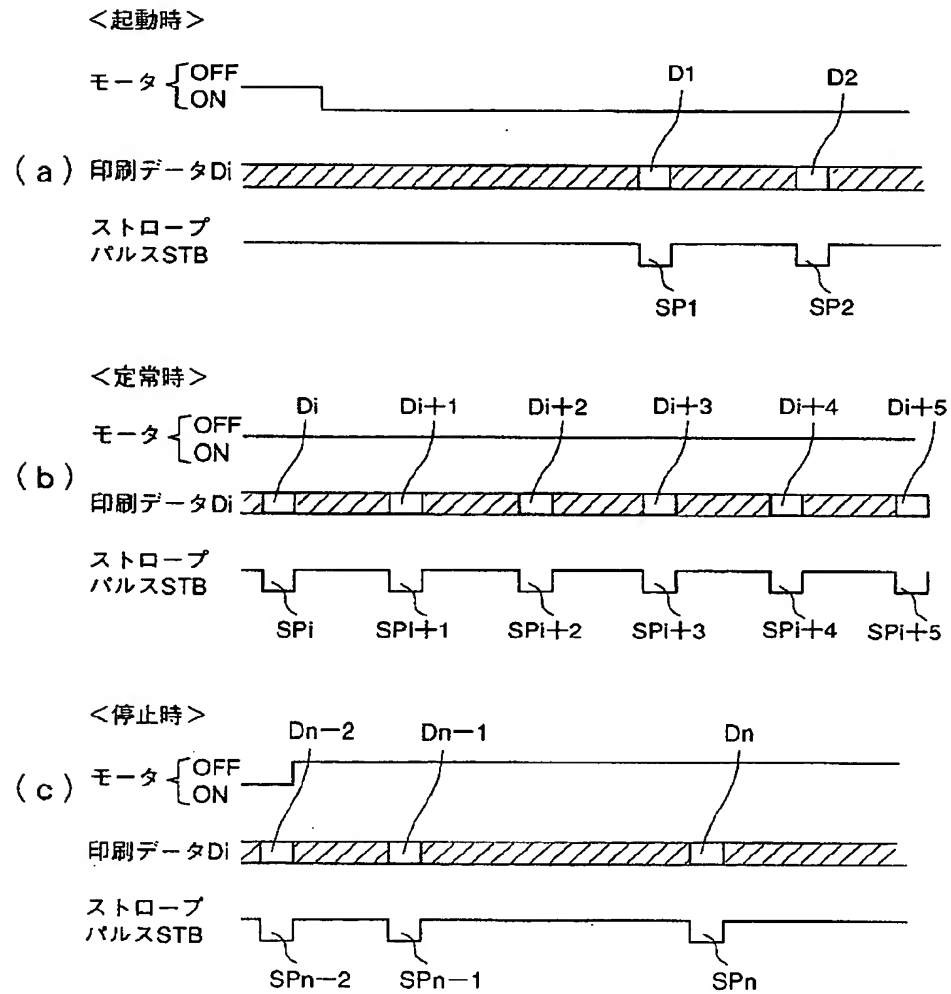 <起動時>
モータ{OFF
ON
D1
D2
(a)
印刷データDi
ストローブ
パルスSTB
SP1
SP2
<定常時>
Di
Di+1
Di+2
Di+3
Di+4
Di+5
モータ{OFF
ON
(b)
印刷データDi
ストローブ
パルスSTB
SPi
SPi+1
SPi+2
SPi+3
SPi+4
SPi+5
<停止時>
Dn-2
Dn-1
Dn
モータ{OFF
ON
(c)
印刷データDi
ストローブ
パルスSTB
SPn-2
SPn-1
SPn